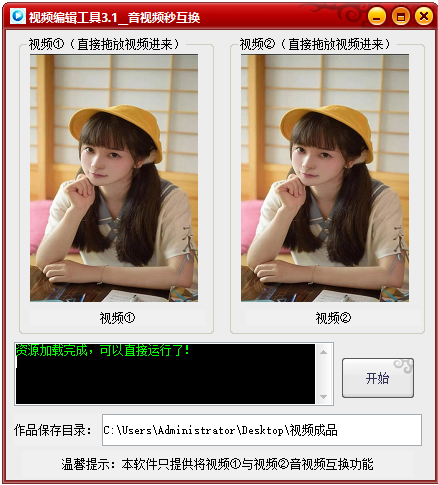 视频编辑工具3.1__音视频秒互换
视频①（直接拖放视频进来）
视频②（直接拖放视频进来）
视频①
视频②
资源加载完成，可以直接运行了！
开始
作品保存目录：
C:\Users\Administrator\Desktop\视频成品
温馨提示：本软件只提供将视频①与视频②音视频互换功能